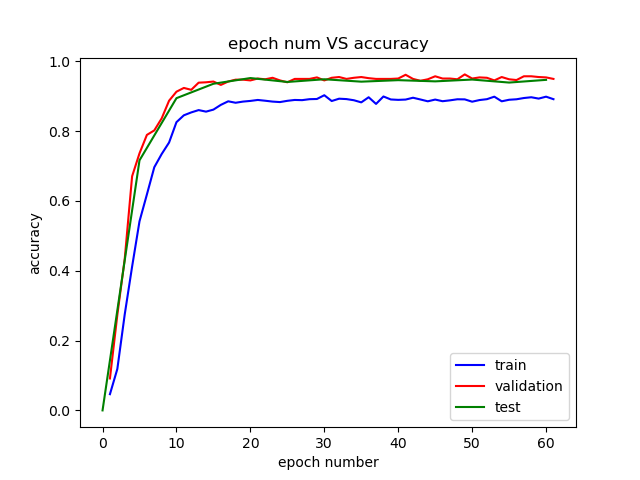 epoch num VS accuracy
accuracy
1.0
0.8
0.6
0.4
0.2
0.0
0 10 20 30 40 50 60
epoch number
train
validation
test